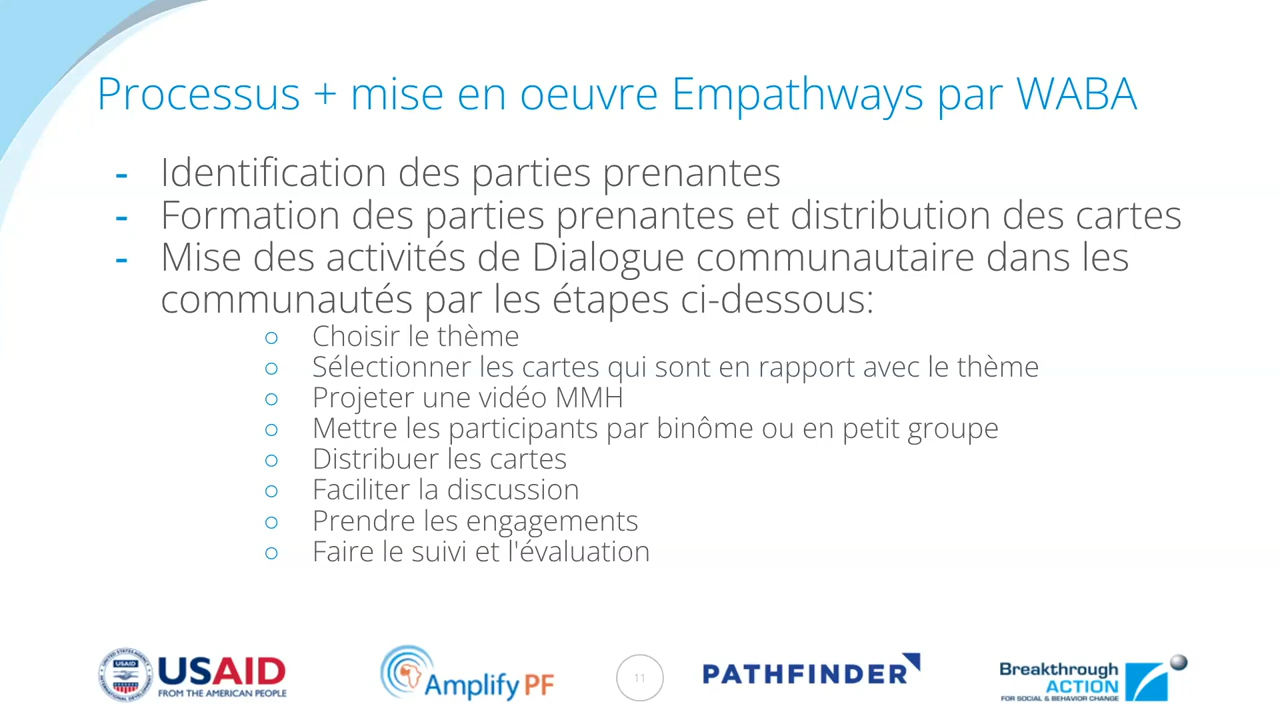 Processus + mise en oeuvre Empathways par WABA
- Identification des parties prenantes
- Formation des parties prenantes et distribution des cartes
- Mise des activités de Dialogue communautaire dans les
communautés par les étapes ci-dessous:
○ Choisir le thème
○ Sélectionner les cartes qui sont en rapport avec le thème
○ Projeter une vidéo MMH
○ Mettre les participants par binôme ou en petit groupe
○ Distribuer les cartes
○ Faciliter la discussion
○ Prendre les engagements
○ Faire le suivi et l'évaluation
USAID
USAID
FROM THE AMERICAN PEOPLE
Amplify PF
11
PATHFINDER
Breakthrough
ACTION
FOR SOCIAL & BEHAVIOR CHANGE